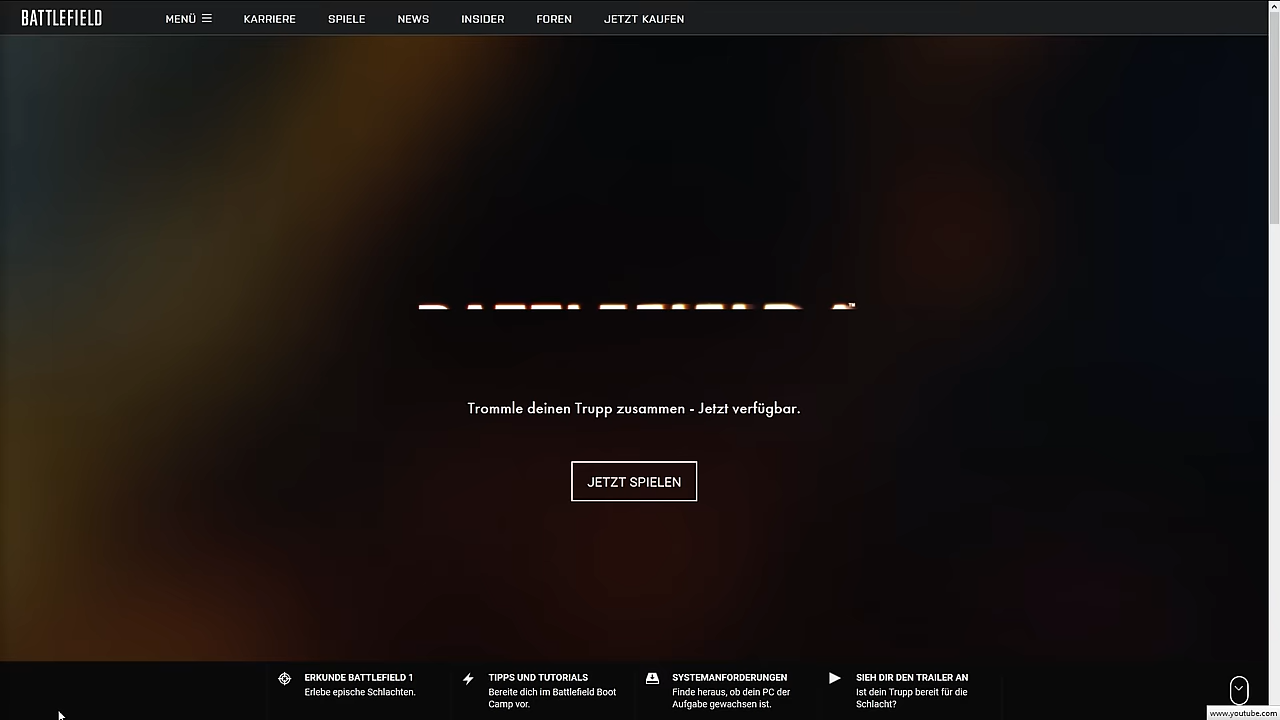 BATTLEFIELD
MENÜ
KARRIERE
SPIELE
NEWS
INSIDER
FOREN
JETZT KAUFEN
Trommle deinen Trupp zusammen - Jetzt verfügbar.
JETZT SPIELEN
ERKUNDE BATTLEFIELD 1
Erlebe epische Schlachten.
TIPPS UND TUTORIALS
Bereite dich im Battlefield Boot
Camp vor.
SYSTEMANFORDERUNGEN
Finde heraus, ob dein PC der
Aufgabe gewachsen ist.
SIEH DIR DEN TRAILER AN
Ist dein Trupp bereit für die
Schlacht?
www.youtube.com